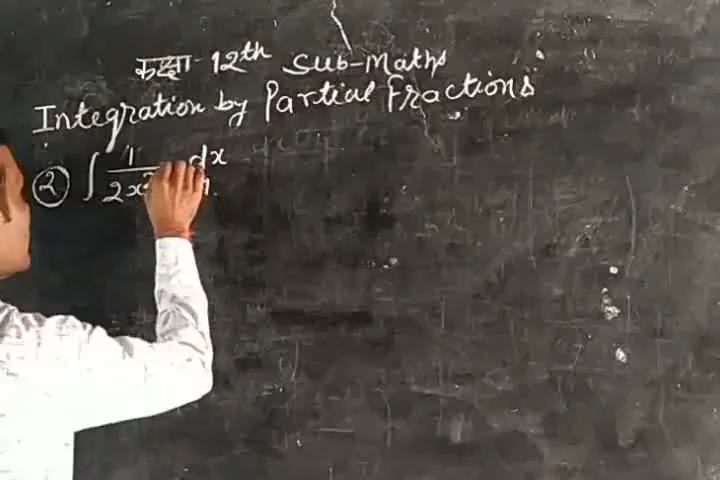 कक्षा - 12th Sub-Maths
Integration by Partial Fractions
② ∫ 1/2x² dx